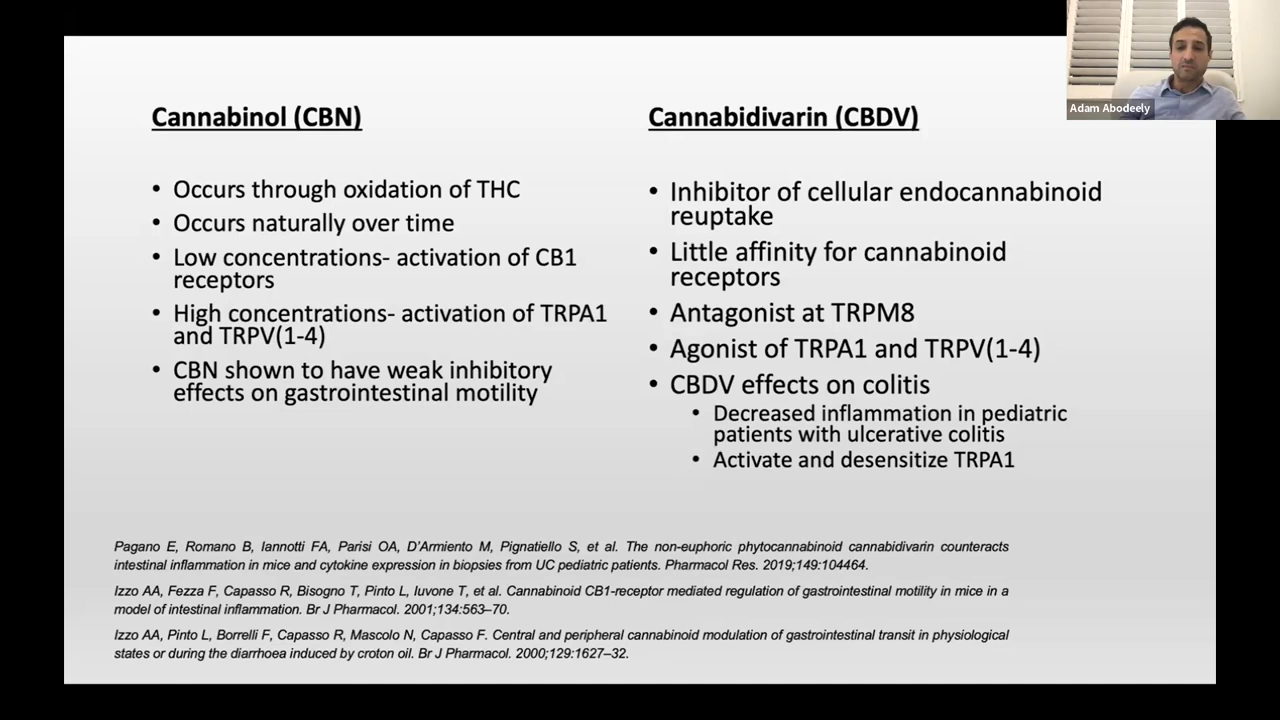 Adam Abodeely
Cannabinol (CBN)
• Occurs through oxidation of THC
• Occurs naturally over time
• Low concentrations- activation of CB1
receptors
• High concentrations- activation of TRPA1
and TRPV(1-4)
• CBN shown to have weak inhibitory
effects on gastrointestinal motility
Cannabidivarin (CBDV)
• Inhibitor of cellular endocannabinoid
reuptake
• Little affinity for cannabinoid
receptors
• Antagonist at TRPM8
• Agonist of TRPA1 and TRPV(1-4)
• CBDV effects on colitis
• Decreased inflammation in pediatric
patients with ulcerative colitis
• Activate and desensitize TRPA1
Pagano E, Romano B, Iannotti FA, Parisi OA, D'Armiento M, Pignatiello S, et al. The non-euphoric phytocannabinoid cannabidivarin counteracts
intestinal inflammation in mice and cytokine expression in biopsies from UC pediatric patients. Pharmacol Res. 2019;149:104464.
Izzo AA, Fezza F, Capasso R, Bisogno T, Pinto L, Iuvone T, et al. Cannabinoid CB1-receptor mediated regulation of gastrointestinal motility in mice in a
model of intestinal inflammation. Br J Pharmacol. 2001;134:563–70.
Izzo AA, Pinto L, Borrelli F, Capasso R, Mascolo N, Capasso F. Central and peripheral cannabinoid modulation of gastrointestinal transit in physiological
states or during the diarrhoea induced by croton oil. Br J Pharmacol. 2000;129:1627–32.